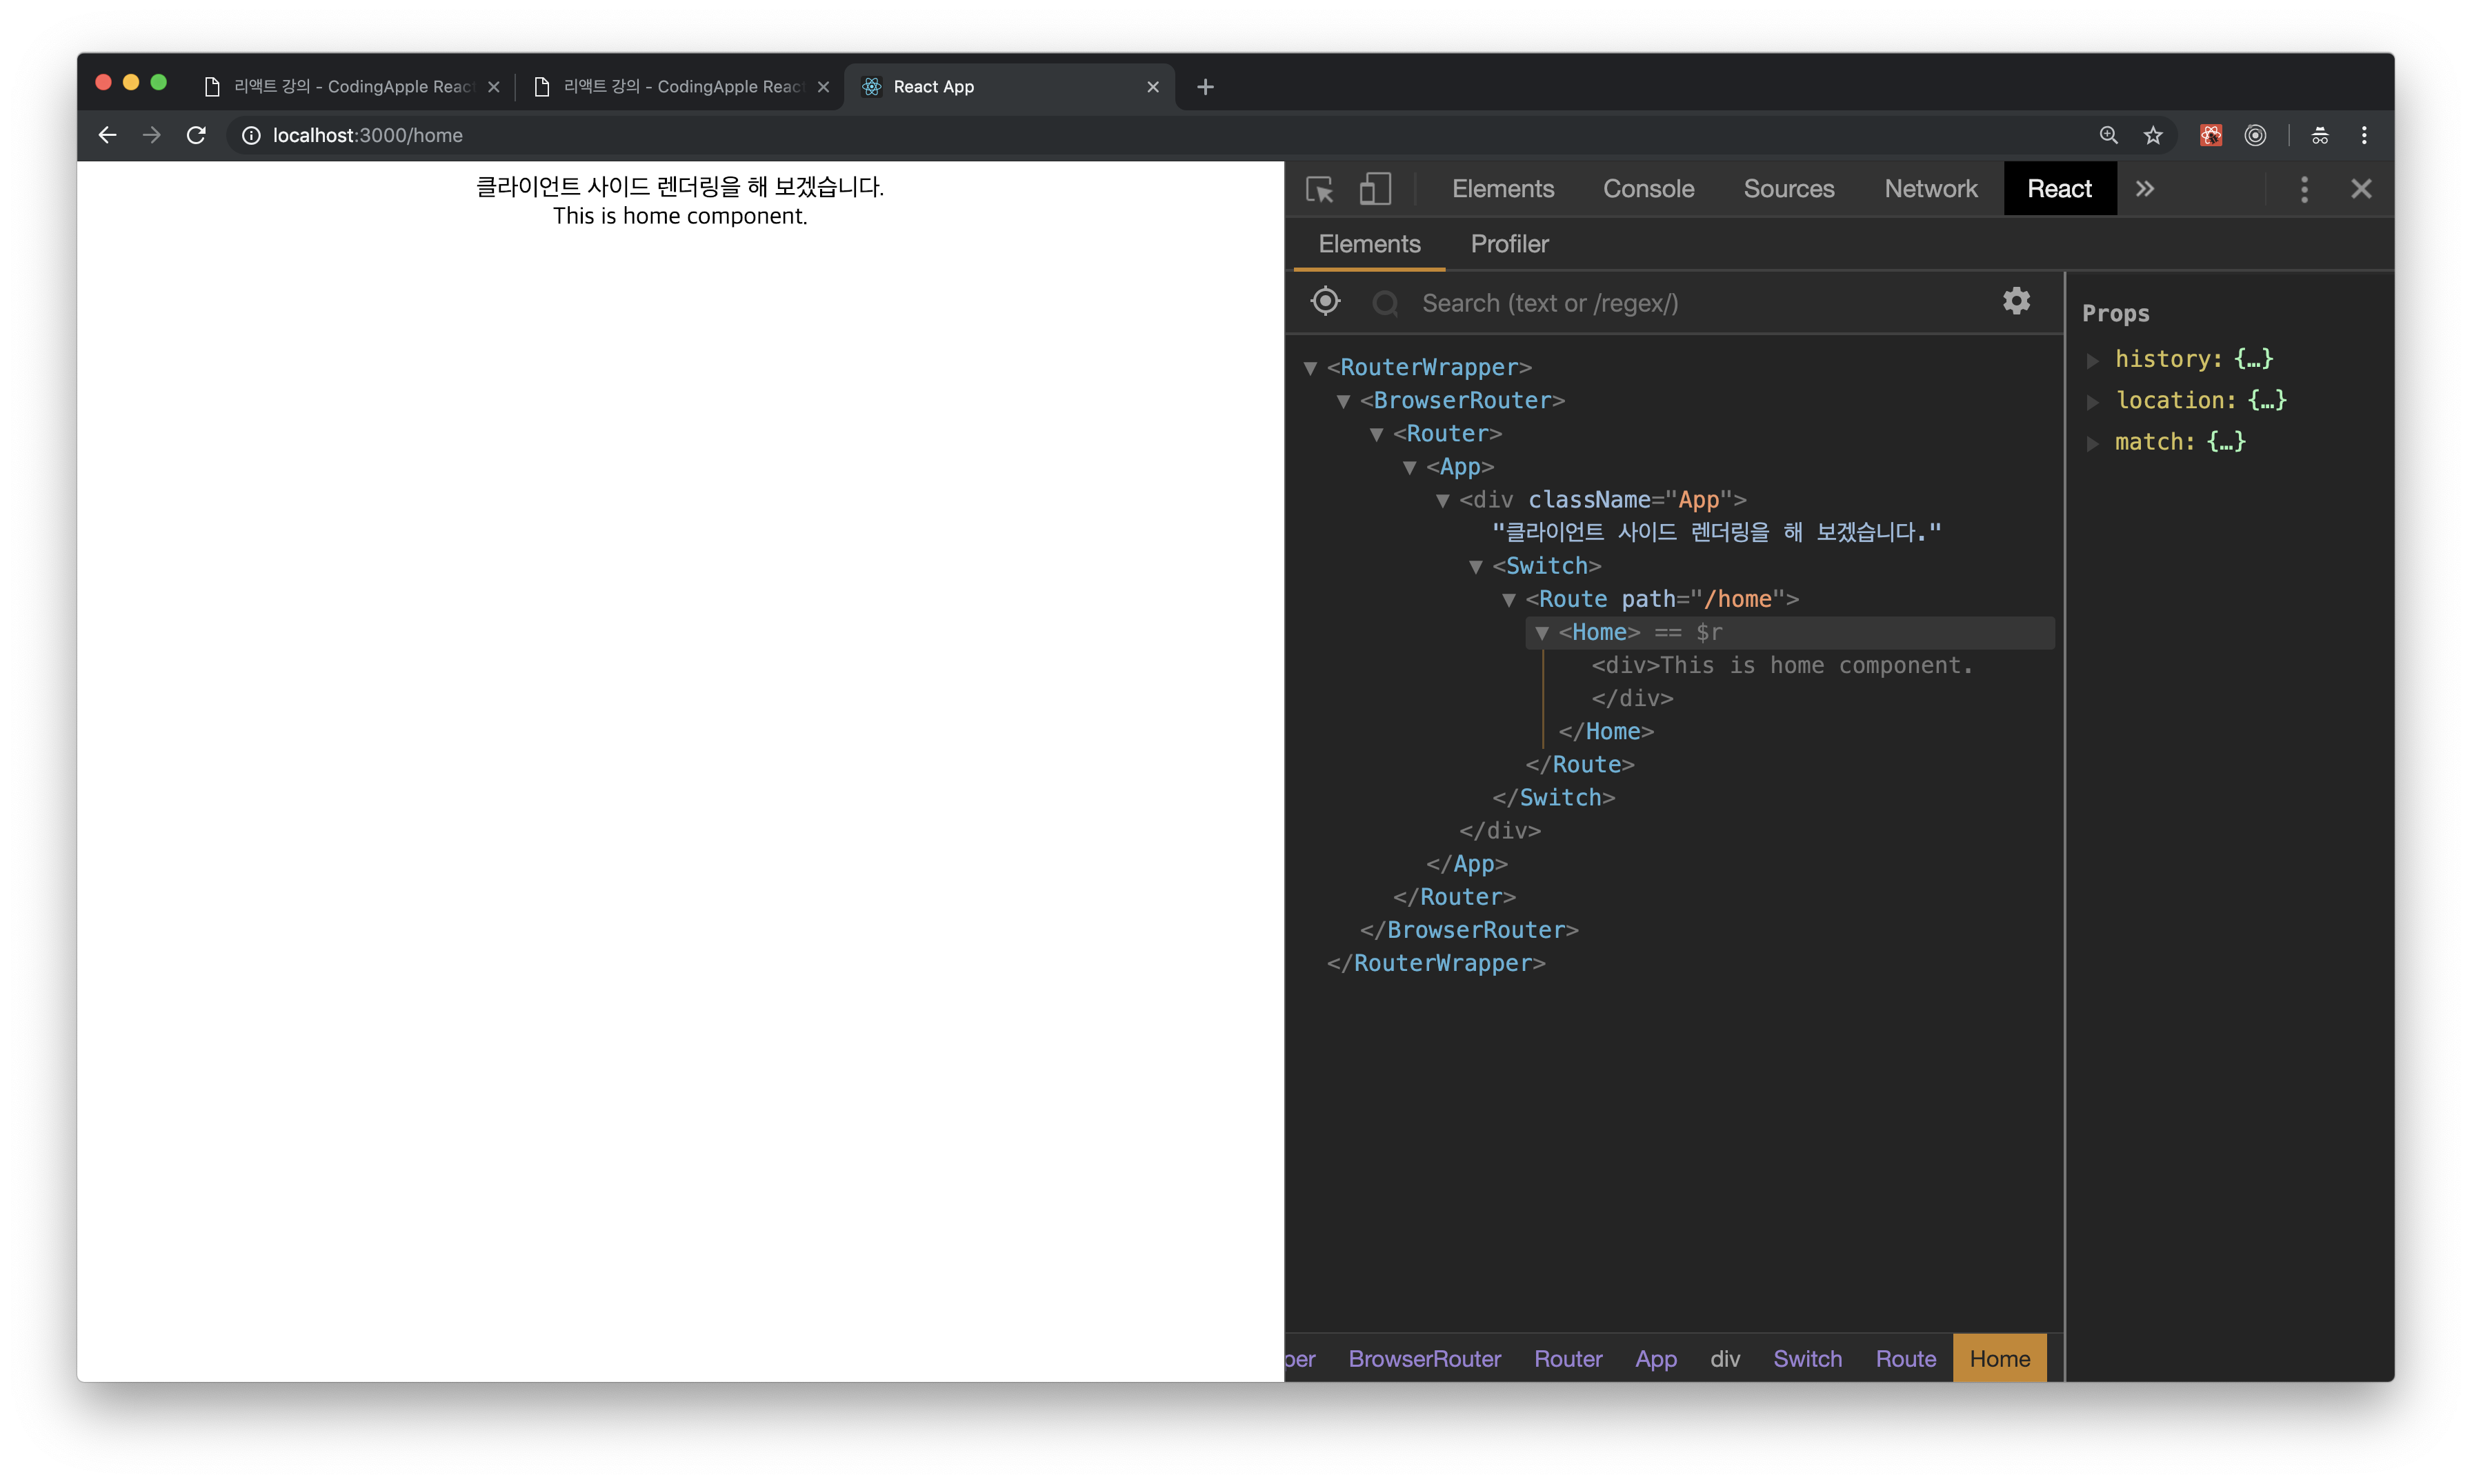 리액트 강의 - CodingApple Reac
리액트 강의 - CodingApple Reac
React App
localhost:3000/home
클라이언트 사이드 렌더링을 해 보겠습니다.
This is home component.
Elements Console Sources Network React
Elements Profiler
Search (text or /regex/)
<RouterWrapper>
<BrowserRouter>
<Router>
<App>
<div className="App">
"클라이언트 사이드 렌더링을 해 보겠습니다."
<Switch>
<Route path="/home">
<Home> == $r
<div>This is home component.
</div>
</Home>
</Route>
</Switch>
</div>
</App>
</Router>
</BrowserRouter>
</RouterWrapper>
per BrowserRouter Router App div Switch Route Home
Props
history: {…}
location: {…}
match: {…}